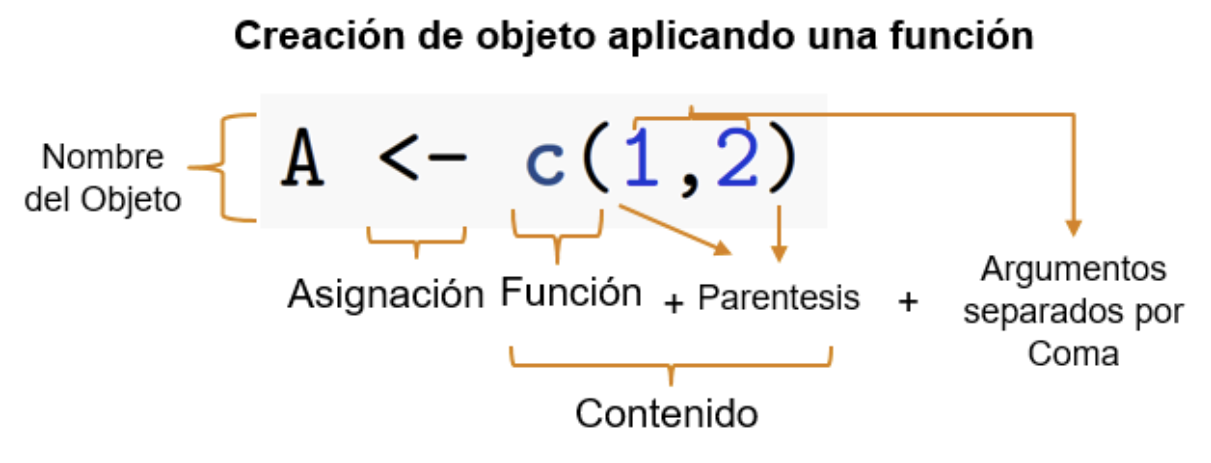 Creación de objeto aplicando una función
A <- c(1,2)
Nombre
del Objeto
Asignación
Función
+ Parentesis +
Argumentos
separados por
Coma
Contenido